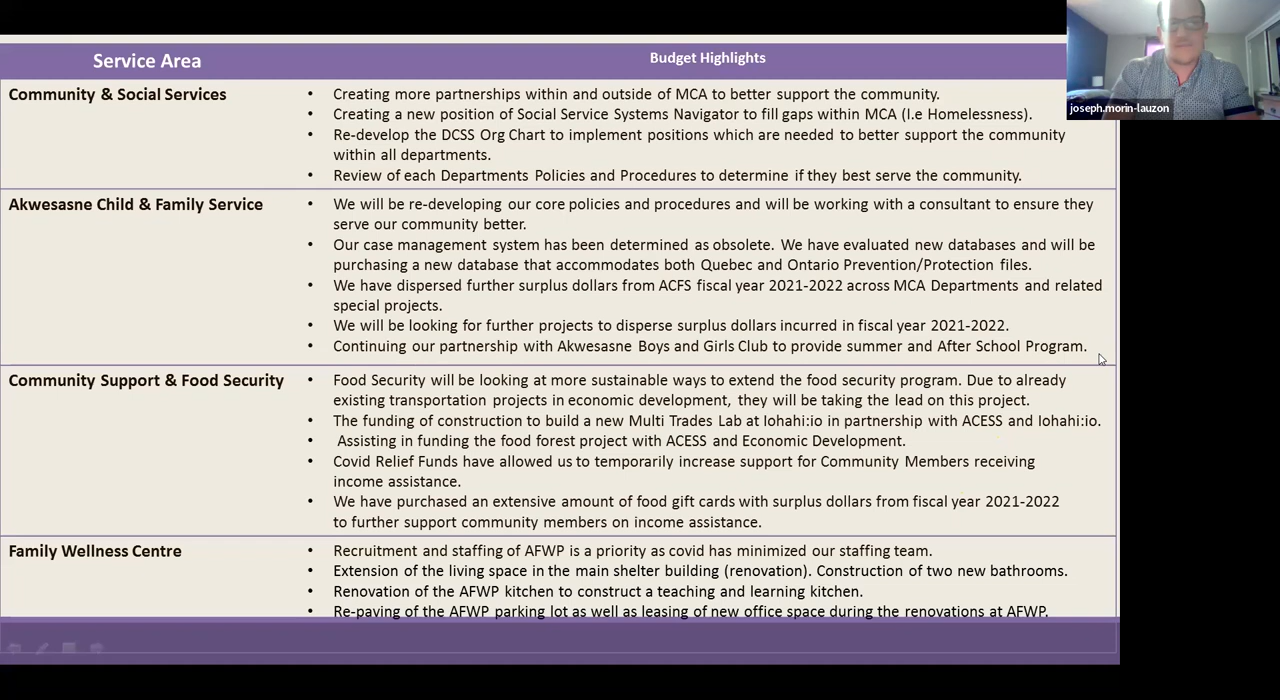 Service Area
Budget Highlights
joseph.morin-lauzon
Community & Social Services
• Creating more partnerships within and outside of MCA to better support the community.
• Creating a new position of Social Service Systems Navigator to fill gaps within MCA (I.e Homelessness).
• Re-develop the DCSS Org Chart to implement positions which are needed to better support the community
within all departments.
• Review of each Departments Policies and Procedures to determine if they best serve the community.
Akwesasne Child & Family Service
• We will be re-developing our core policies and procedures and will be working with a consultant to ensure they
serve our community better.
• Our case management system has been determined as obsolete. We have evaluated new databases and will be
purchasing a new database that accommodates both Quebec and Ontario Prevention/Protection files.
• We have dispersed further surplus dollars from ACFS fiscal year 2021-2022 across MCA Departments and related
special projects.
• We will be looking for further projects to disperse surplus dollars incurred in fiscal year 2021-2022.
• Continuing our partnership with Akwesasne Boys and Girls Club to provide summer and After School Program.
Community Support & Food Security
• Food Security will be looking at more sustainable ways to extend the food security program. Due to already
existing transportation projects in economic development, they will be taking the lead on this project.
• The funding of construction to build a new Multi Trades Lab at Iohahi:io in partnership with ACESS and Iohahi:io.
• Assisting in funding the food forest project with ACESS and Economic Development.
• Covid Relief Funds have allowed us to temporarily increase support for Community Members receiving
income assistance.
• We have purchased an extensive amount of food gift cards with surplus dollars from fiscal year 2021-2022
to further support community members on income assistance.
Family Wellness Centre
• Recruitment and staffing of AFWP is a priority as covid has minimized our staffing team.
• Extension of the living space in the main shelter building (renovation). Construction of two new bathrooms.
• Renovation of the AFWP kitchen to construct a teaching and learning kitchen.
• Re-paving of the AFWP parking lot as well as leasing of new office space during the renovations at AFWP.